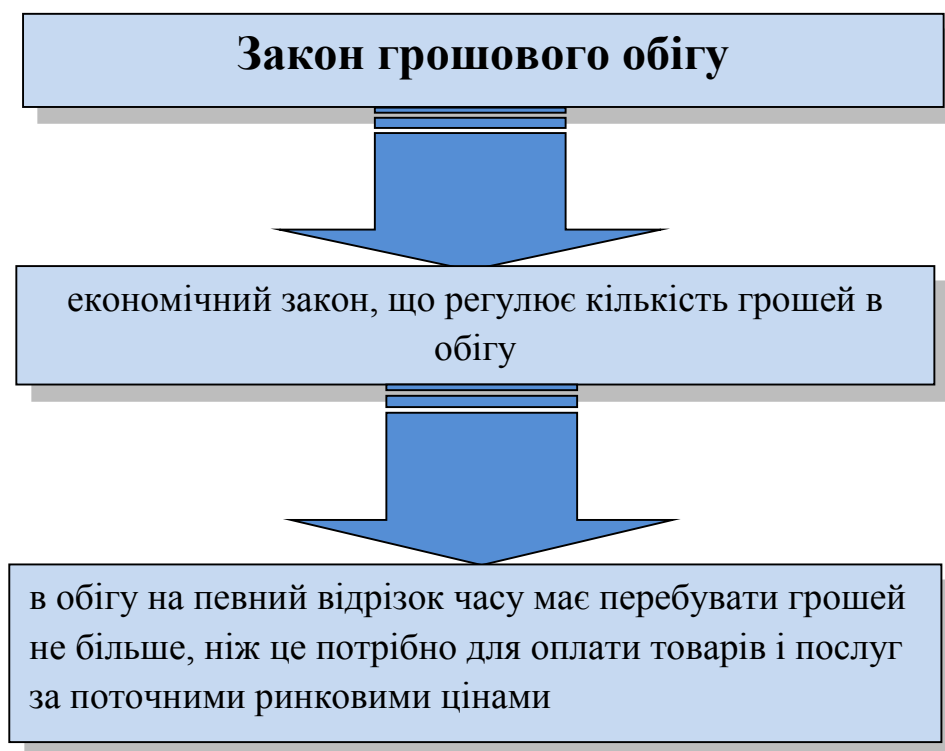 Закон грошового обігу
економічний закон, що регулює кількість грошей в
обігу
в обігу на певний відрізок часу має перебувати грошей
не більше, ніж це потрібно для оплати товарів і послуг
за поточними ринковими цінами